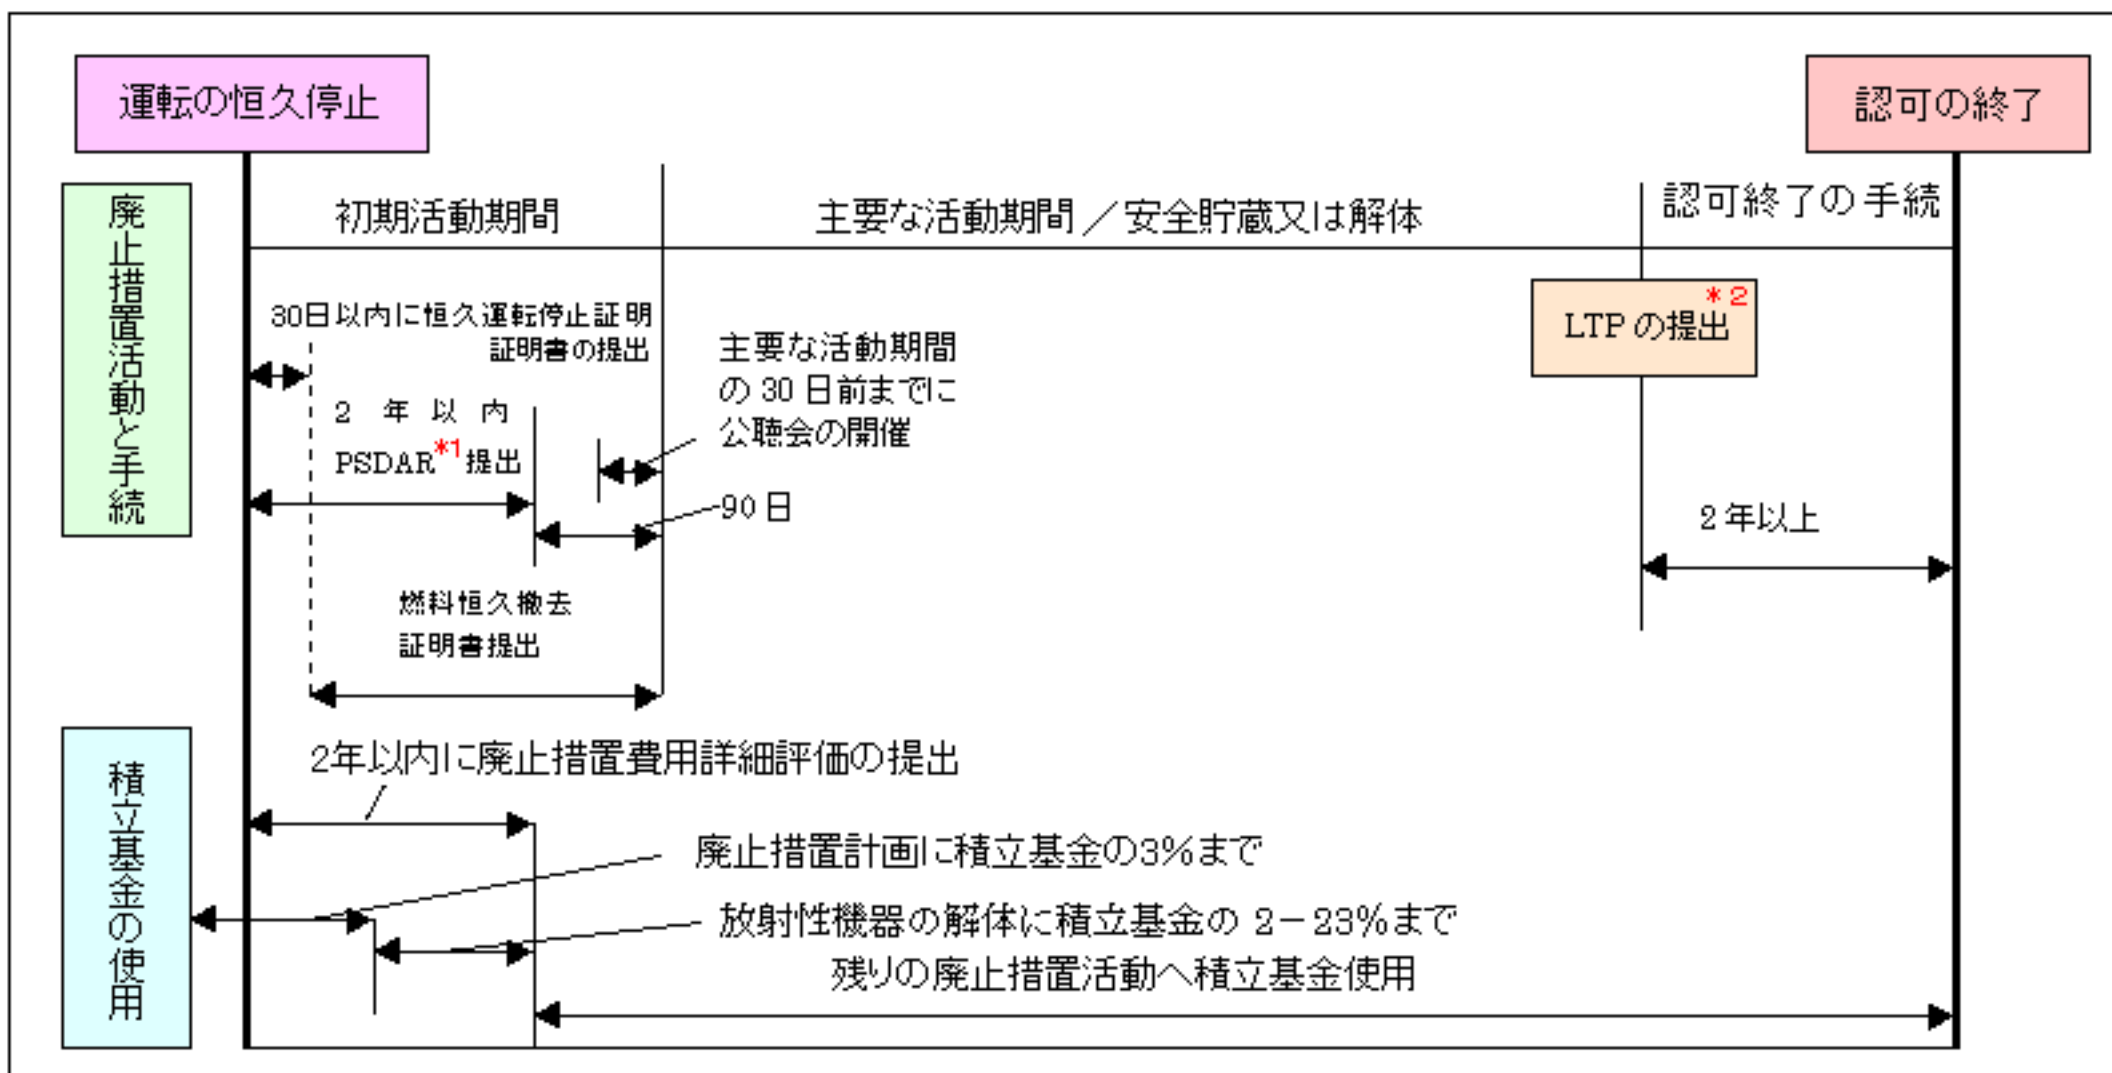 運転の恒久停止
認可の終了
廃止措置活動と手続
初期活動期間
主要な活動期間／安全貯蔵又は解体
認可終了の手続
30日以内に恒久運転停止証明
証明書の提出
2年以内
PSDAR*1提出
主要な活動期間
の30日前までに
公聴会の開催
90日
LTPの提出*2
2年以上
燃料恒久撤去
証明書提出
積立基金の使用
2年以内に廃止措置費用詳細評価の提出
廃止措置計画に積立基金の3%まで
放射性機器の解体に積立基金の2－23%まで
残りの廃止措置活動へ積立基金使用